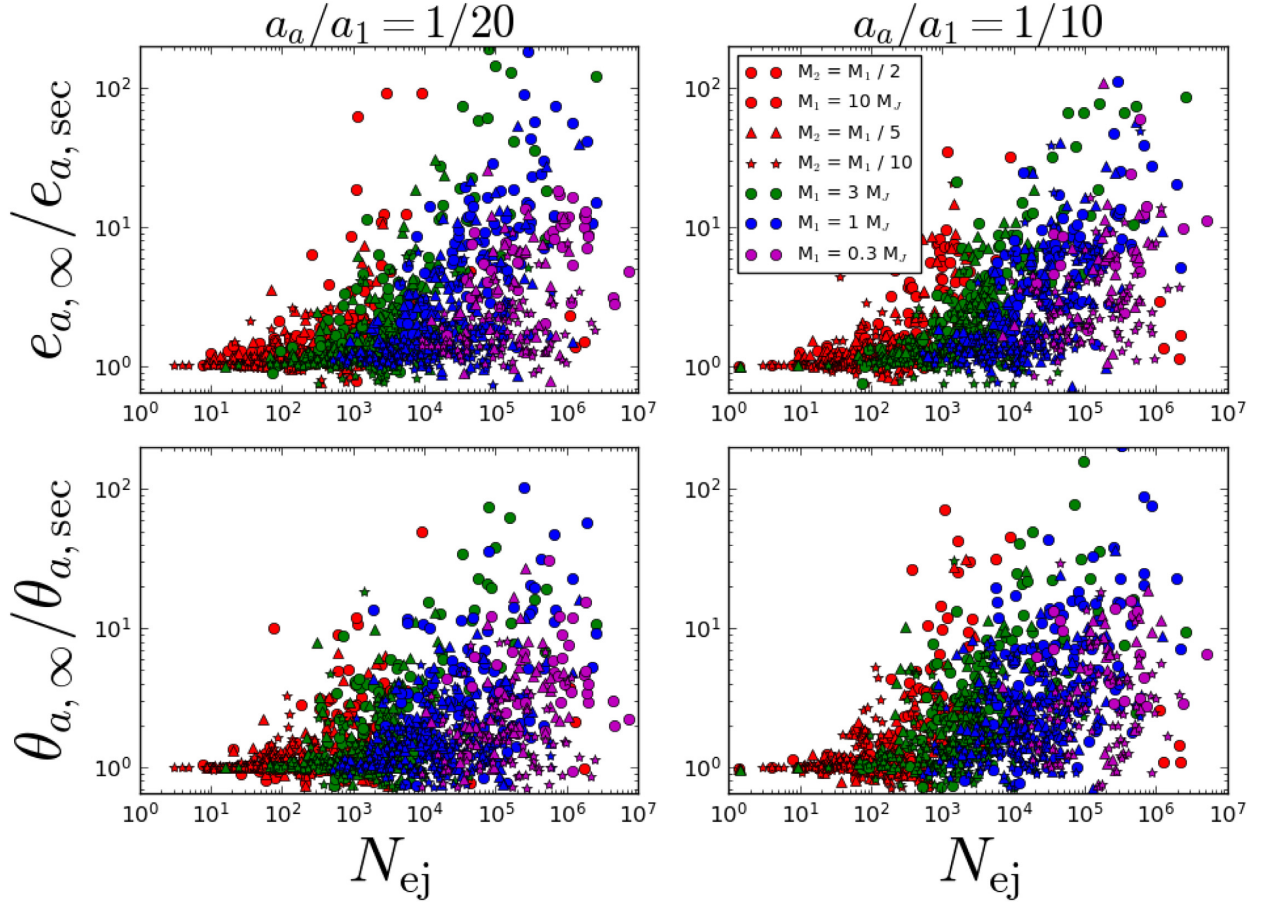 a_a/a_1 = 1/20
a_a/a_1 = 1/10
e_{a,∞}/e_{a,sec}
10^2
10^1
10^0
10^0 10^1 10^2 10^3 10^4 10^5 10^6 10^7
10^2
10^1
10^0
M_2 = M_1 / 2
M_1 = 10 M_J
M_2 = M_1 / 5
M_2 = M_1 / 10
M_1 = 3 M_J
M_1 = 1 M_J
M_1 = 0.3 M_J
10^0 10^1 10^2 10^3 10^4 10^5 10^6 10^7
θ_{a,∞}/θ_{a,sec}
10^2
10^1
10^0
10^0 10^1 10^2 10^3 10^4 10^5 10^6 10^7
N_ej
10^2
10^1
10^0
10^0 10^1 10^2 10^3 10^4 10^5 10^6 10^7
N_ej